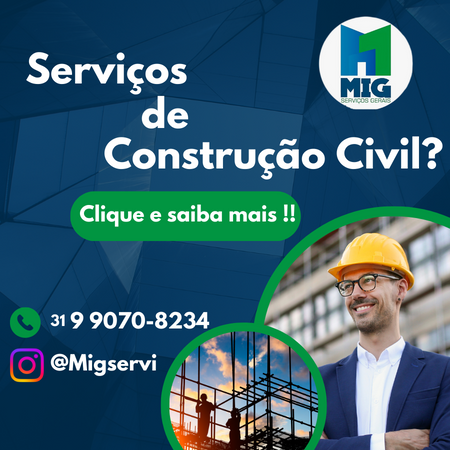 MIG
SERVIÇOS GERAIS
Serviços
de
Construção Civil?
Clique e saiba mais !!
31 9 9070-8234
@Migservi